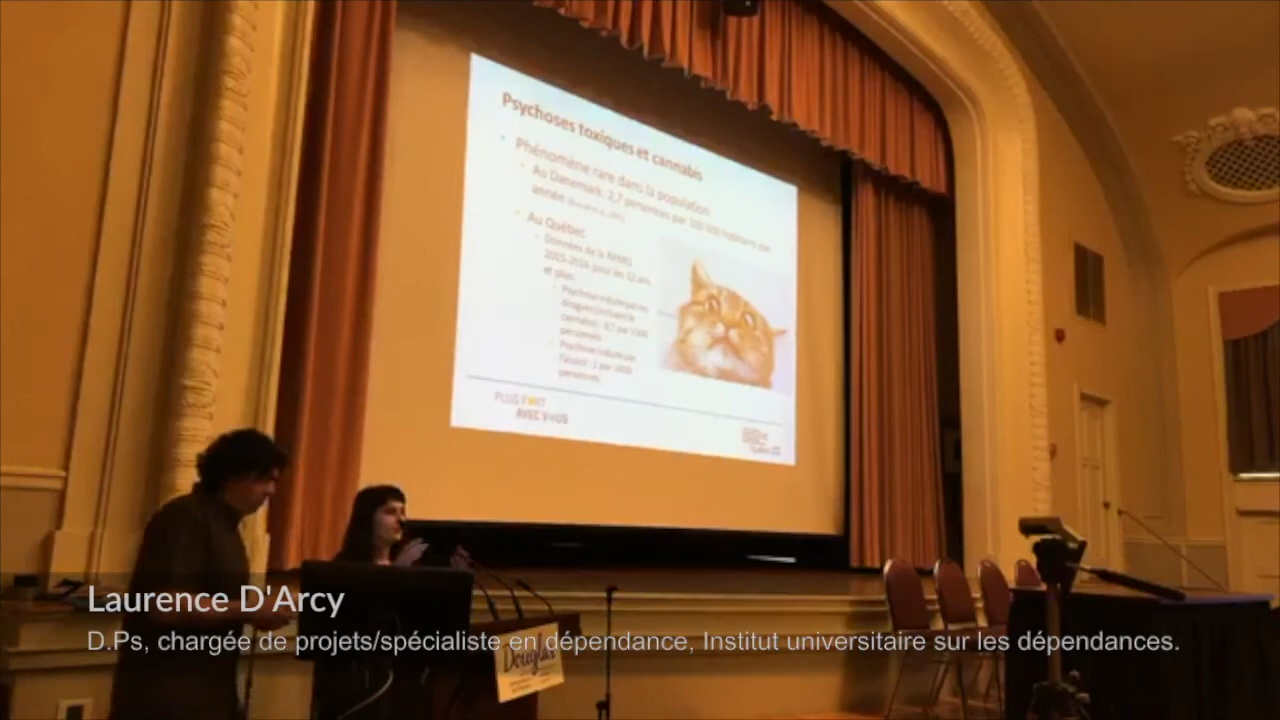 Psychoses toxiques et cannabis
Phénomène rare dans la population
Au Danemark: 2,7 personnes par 100 000 habitants par
année
Au Québec
Données de la RAMQ
2015-2016 pour les 12 ans
et plus:
Psychose induite par les
drogues (incluant le
cannabis) : 0,7 par 1000
personnes
Psychose induite par
l'alcool : 1 par 1000
personnes
PLUS FORT
AVEC VOUS
Québec
Laurence D'Arcy
D.Ps, chargée de projets/spécialiste en dépendance, Institut universitaire sur les dépendances.
Douglas